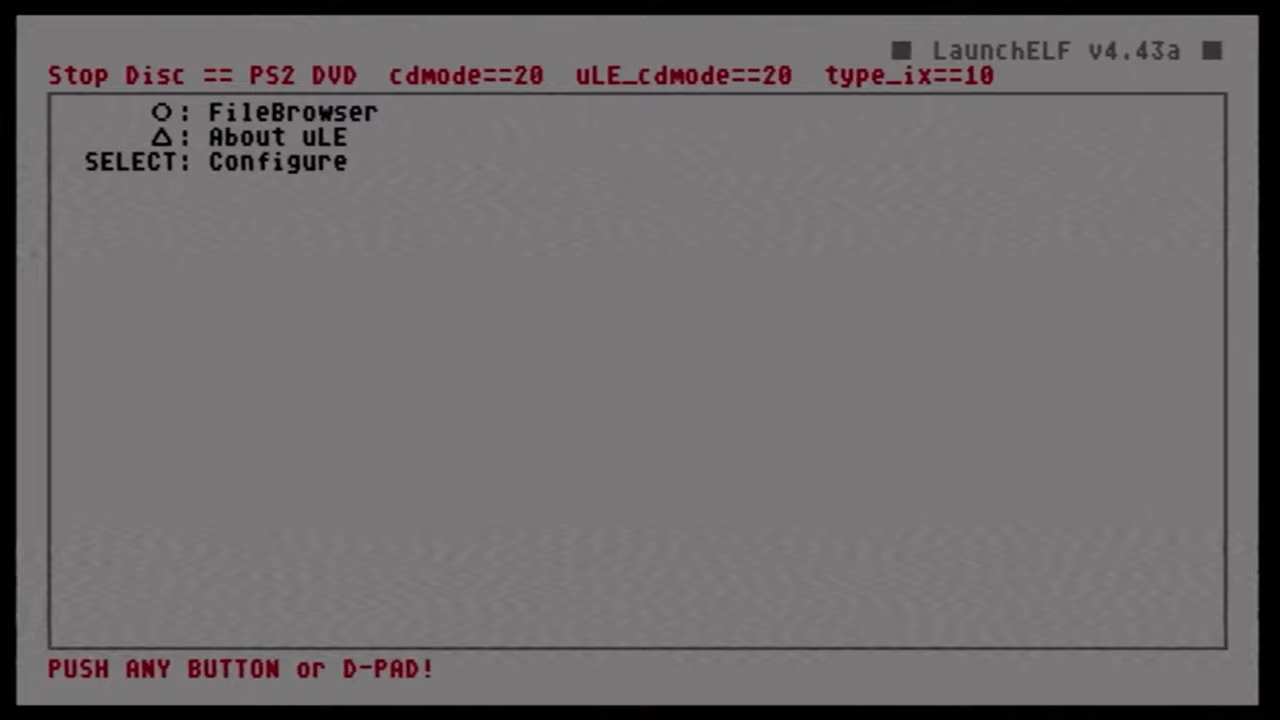 ■ LaunchELF v4.43a ■
Stop Disc == PS2 DVD  cdmode==20  uLE_cdmode==20  type_ix==10
○: FileBrowser
△: About uLE
SELECT: Configure
PUSH ANY BUTTON or D-PAD!